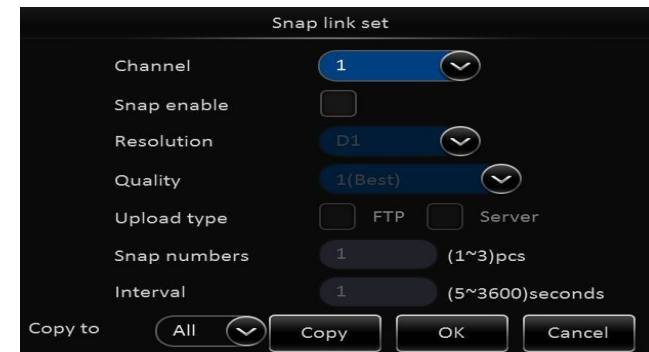 Snap link set
Channel 1
Snap enable
Resolution D1
Quality 1(Best)
Upload type FTP Server
Snap numbers 1 (1~3)pcs
Interval 1 (5~3600)seconds
Copy to All Copy OK Cancel